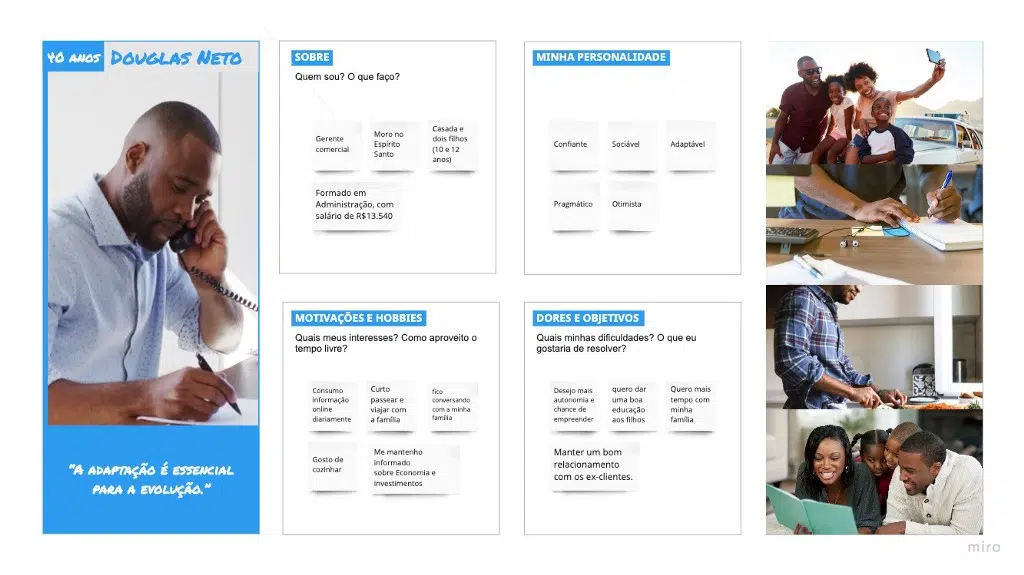 40 anos
Douglas Neto
"A adaptação é essencial
para a evolução."
SOBRE
Quem sou? O que faço?
Gerente
comercial
Moro no
Espírito
Santo
Casada e
dois filhos
(10 e 12
anos)
Formado em
Administração, com
salário de R$13.540
MINHA PERSONALIDADE
Confiante
Sociável
Adaptável
Pragmático
Otimista
MOTIVAÇÕES E HOBBIES
Quais meus interesses? Como aproveito o
tempo livre?
Consumo
informação
online
diariamente
Curto
passear e
viajar com
a família
fico
conversando
com a minha
família
Gosto de
cozinhar
Me mantenho
informado
sobre Economia e
investimentos
DORES E OBJETIVOS
Quais minhas dificuldades? O que eu
gostaria de resolver?
Desejo mais
autonomia e
chance de
empreender
quero dar
uma boa
educação
aos filhos
Quero mais
tempo com
minha
família
Manter um bom
relacionamento
com os ex-clientes.
miro